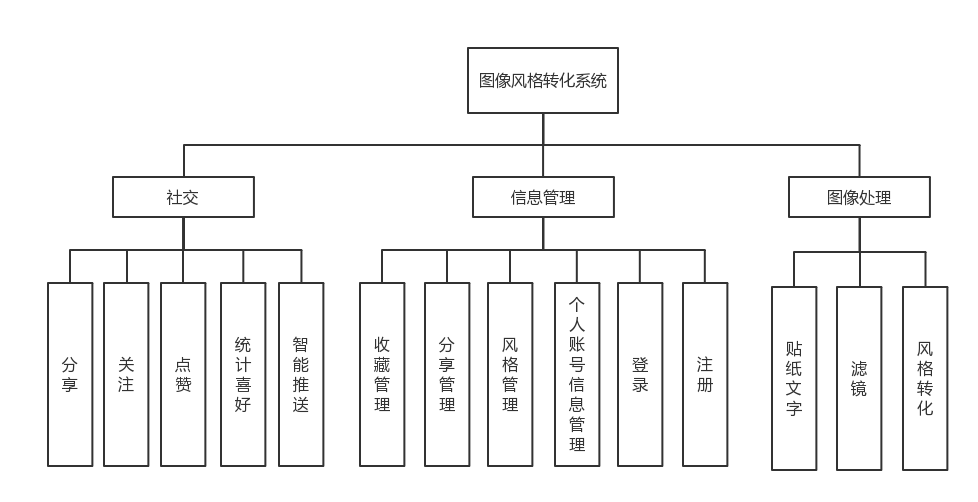 图像风格转化系统
社交
信息管理
图像处理
分享
关注
点赞
统计喜好
智能推送
收藏管理
分享管理
风格管理
个人账号信息管理
登录
注册
贴纸文字
滤镜
风格转化